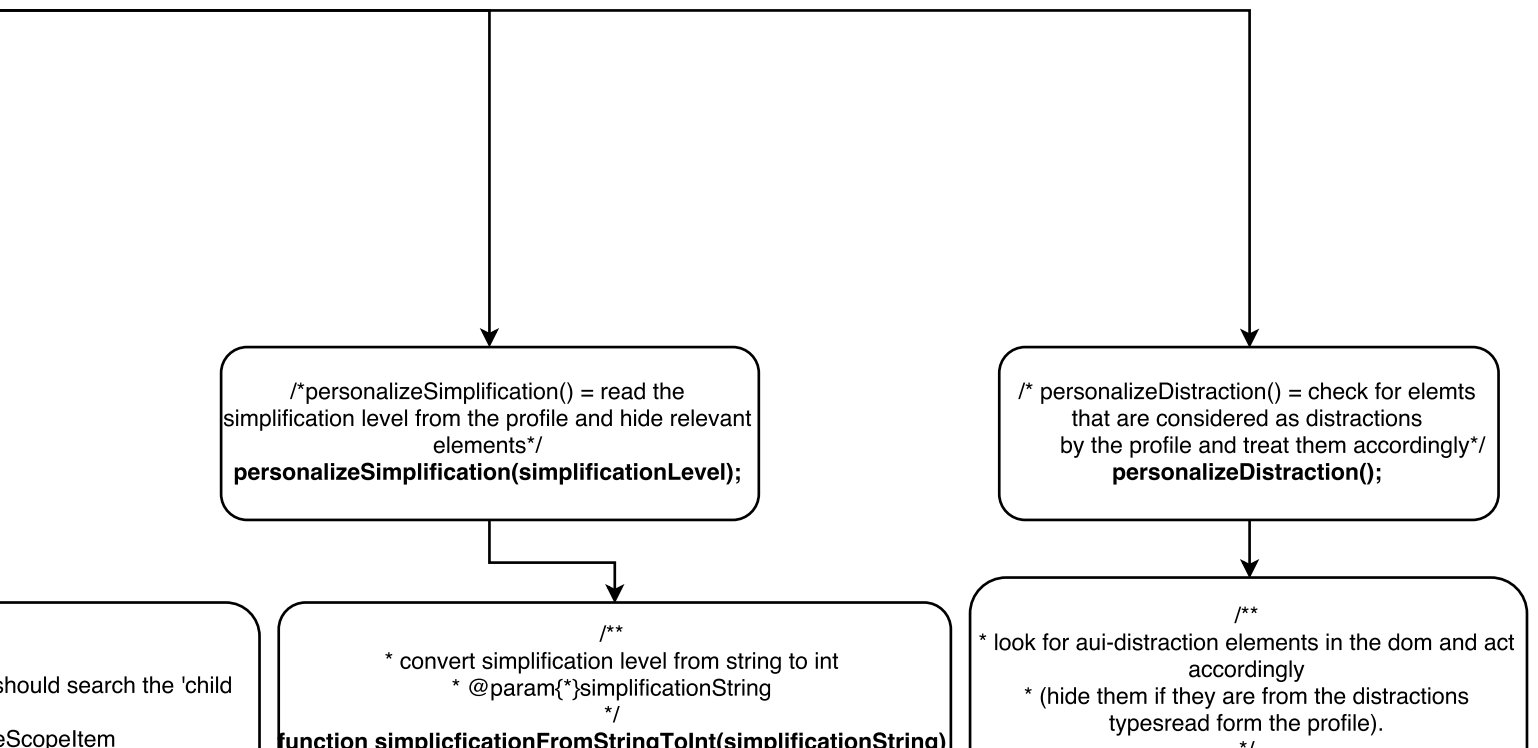 /*personalizeSimplification() = read the
simplification level from the profile and hide relevant
elements*/
personalizeSimplification(simplificationLevel);
/* personalizeDistraction() = check for elemts
that are considered as distractions
by the profile and treat them accordingly*/
personalizeDistraction();
should search the 'child
eScopeItem
/**
* convert simplification level from string to int
* @param{*}simplificationString
*/
function simplicficationFromStringToInt(simplificationString)
/**
* look for aui-distraction elements in the dom and act
accordingly
* (hide them if they are from the distractions
typesread form the profile).
*/